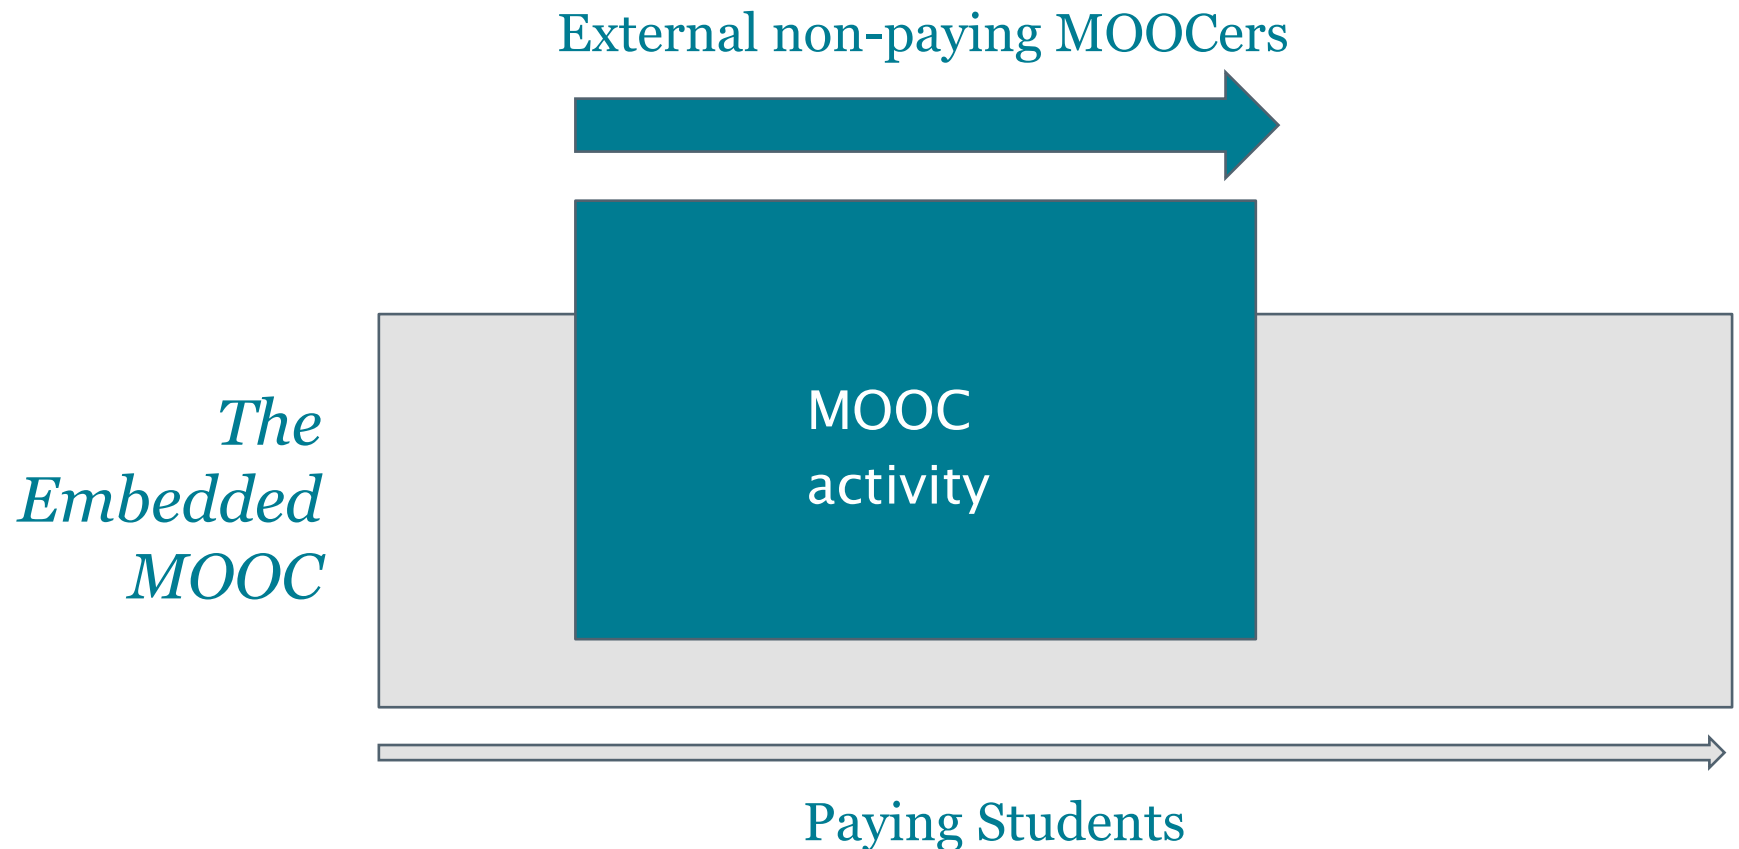 External non-paying MOOCers
The
Embedded
MOOC
MOOC
activity
Paying Students